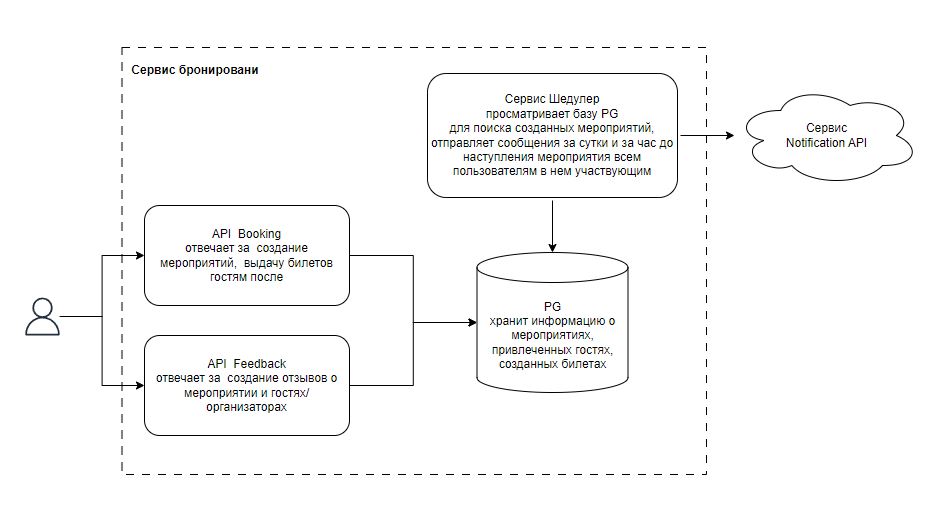 Сервис бронировани
Сервис Шедулер
просматривает базу PG
для поиска созданных мероприятий,
отправляет сообщения за сутки и за час до
наступления мероприятия всем
пользователям в нем участвующим
Сервис
Notification API
API Booking
отвечает за создание
мероприятий, выдачу билетов
гостям после
PG
хранит информацию о
мероприятиях,
привлеченных гостях,
созданных билетах
API Feedback
отвечает за создание отзывов о
мероприятии и гостях/
организаторах